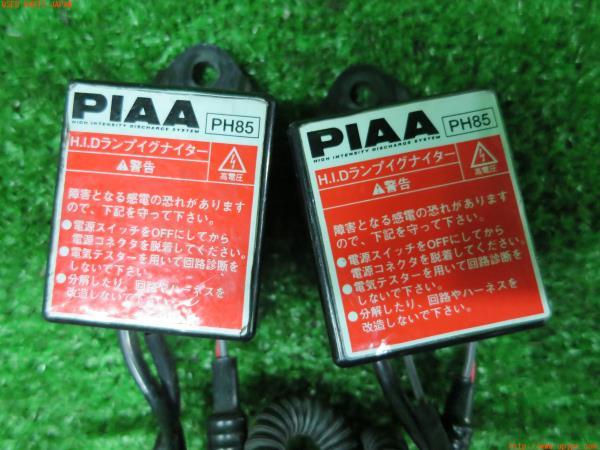 USED PARTS JAPAN
PIAA
HIGH INTENSITY DISCHARGE SYSTEM
PH85
H.I.Dランプイグナイター
警告
高電圧
障害となる感電の恐れがあります
ので、下記を守って下さい。
●電源スイッチをOFFにしてから
電源コネクタを脱着してください。
●電気テスターを用いて回路診断を
しないで下さい
●分解したり、回路やハーネスを
改造しないで下さい。
PIAA
HIGH INTENSITY DISCHARGE SYSTEM
PH85
H.I.Dランプイグナイター
警告
高電圧
障害となる感電の恐れがあります
ので、下記を守って下さい。
●電源スイッチをOFFにしてから
電源コネクタを脱着してください。
●電気テスターを用いて回路診断を
しないで下さい。
●分解したり、回路やハーネスを
改造しないで下さい。